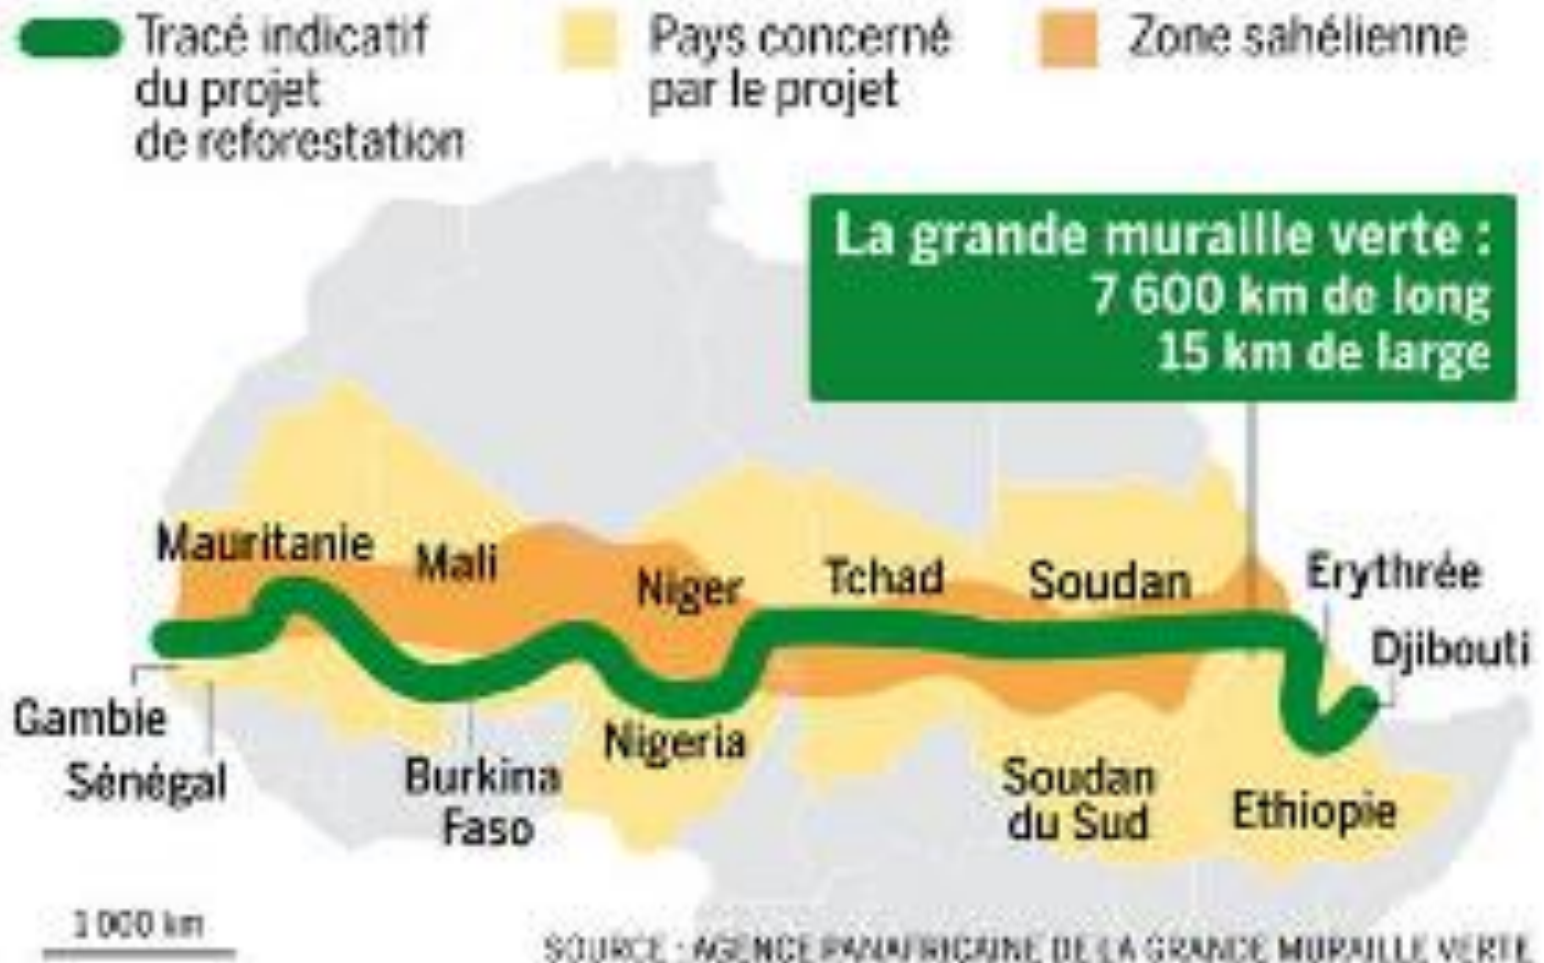 Tracé indicatif
du projet
de reforestation
Pays concerné
par le projet
Zone sahélienne
La grande muraille verte :
7 600 km de long
15 km de large
Mauritanie
Mali
Niger
Tchad
Soudan
Erythrée
Djibouti
Gambie
Sénégal
Burkina
Faso
Nigeria
Soudan
du Sud
Ethiopie
1 000 km
SOURCE : AGENCE PANAFRICAINE DE LA GRANDE MURAILLE VERTE